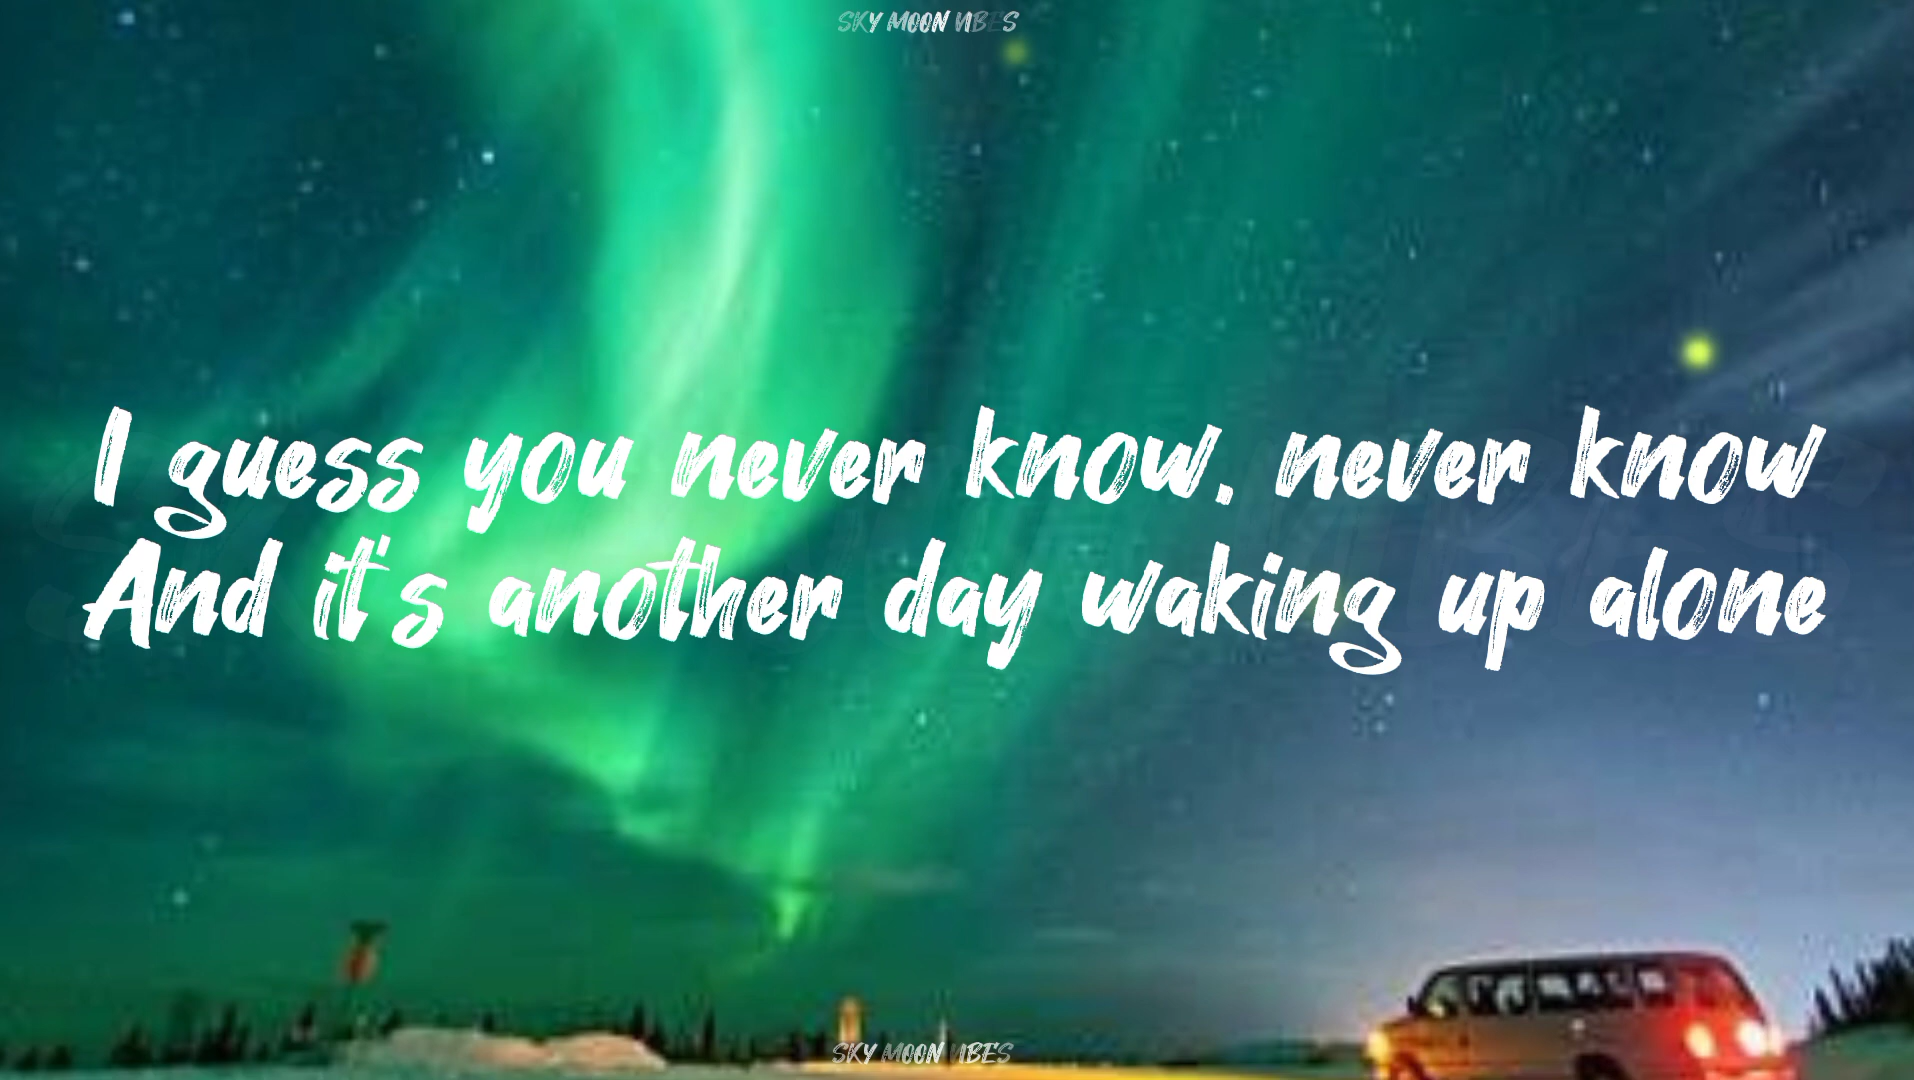 SKY MOON VIBES
I guess you never know, never know
And it's another day waking up alone
SKY MOON VIBES